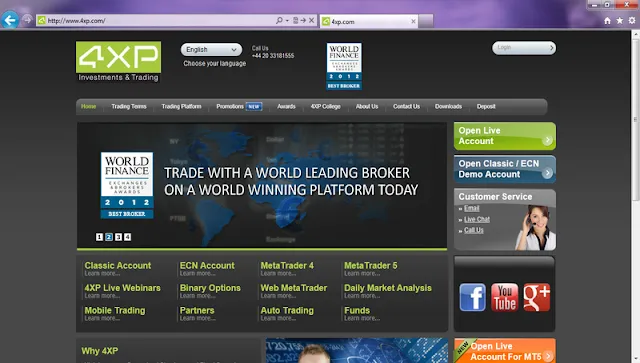 http://www.4xp.com/
4xp.com
4XP
Investments & Trading
English
Choose your language
Call Us
+44 20 33181555
WORLD
FINANCE
EXCHANGES
&BROKERS
AWARDS
2012
BEST BROKER
Login
Home
Trading Terms
Trading Platform
Promotions NEW
Awards
4XP College
About Us
Contact Us
Downloads
Deposit
WORLD
FINANCE
EXCHANGES
&BROKERS
AWARDS
2012
BEST BROKER
TRADE WITH A WORLD LEADING BROKER
ON A WORLD WINNING PLATFORM TODAY
1 2 3 4
Open Live
Account
Open Classic / ECN
Demo Account
Customer Service
» Email
» Live Chat
» Call Us
Classic Account
Learn more...
ECN Account
Learn more...
MetaTrader 4
Learn more...
MetaTrader 5
Learn more...
4XP Live Webinars
Learn more...
Binary Options
Learn more...
Web MetaTrader
Learn more...
Daily Market Analysis
Learn more...
Mobile Trading
Learn more...
Partners
Learn more...
Auto Trading
Learn more...
Funds
Learn more...
f
You
Tube
g+
Why 4XP
NEW
Open Live
Account For MT5